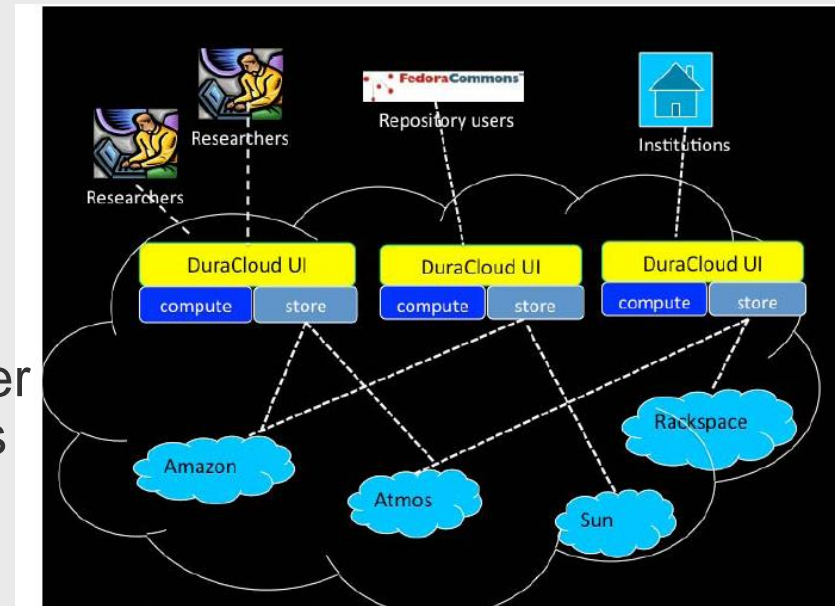 FedoraCommons™
Researchers
Repository users
Institutions
Researchers
DuraCloud UI
DuraCloud UI
DuraCloud UI
compute store
compute store
compute store
er
s
Rackspace
Amazon
Atmos
Sun